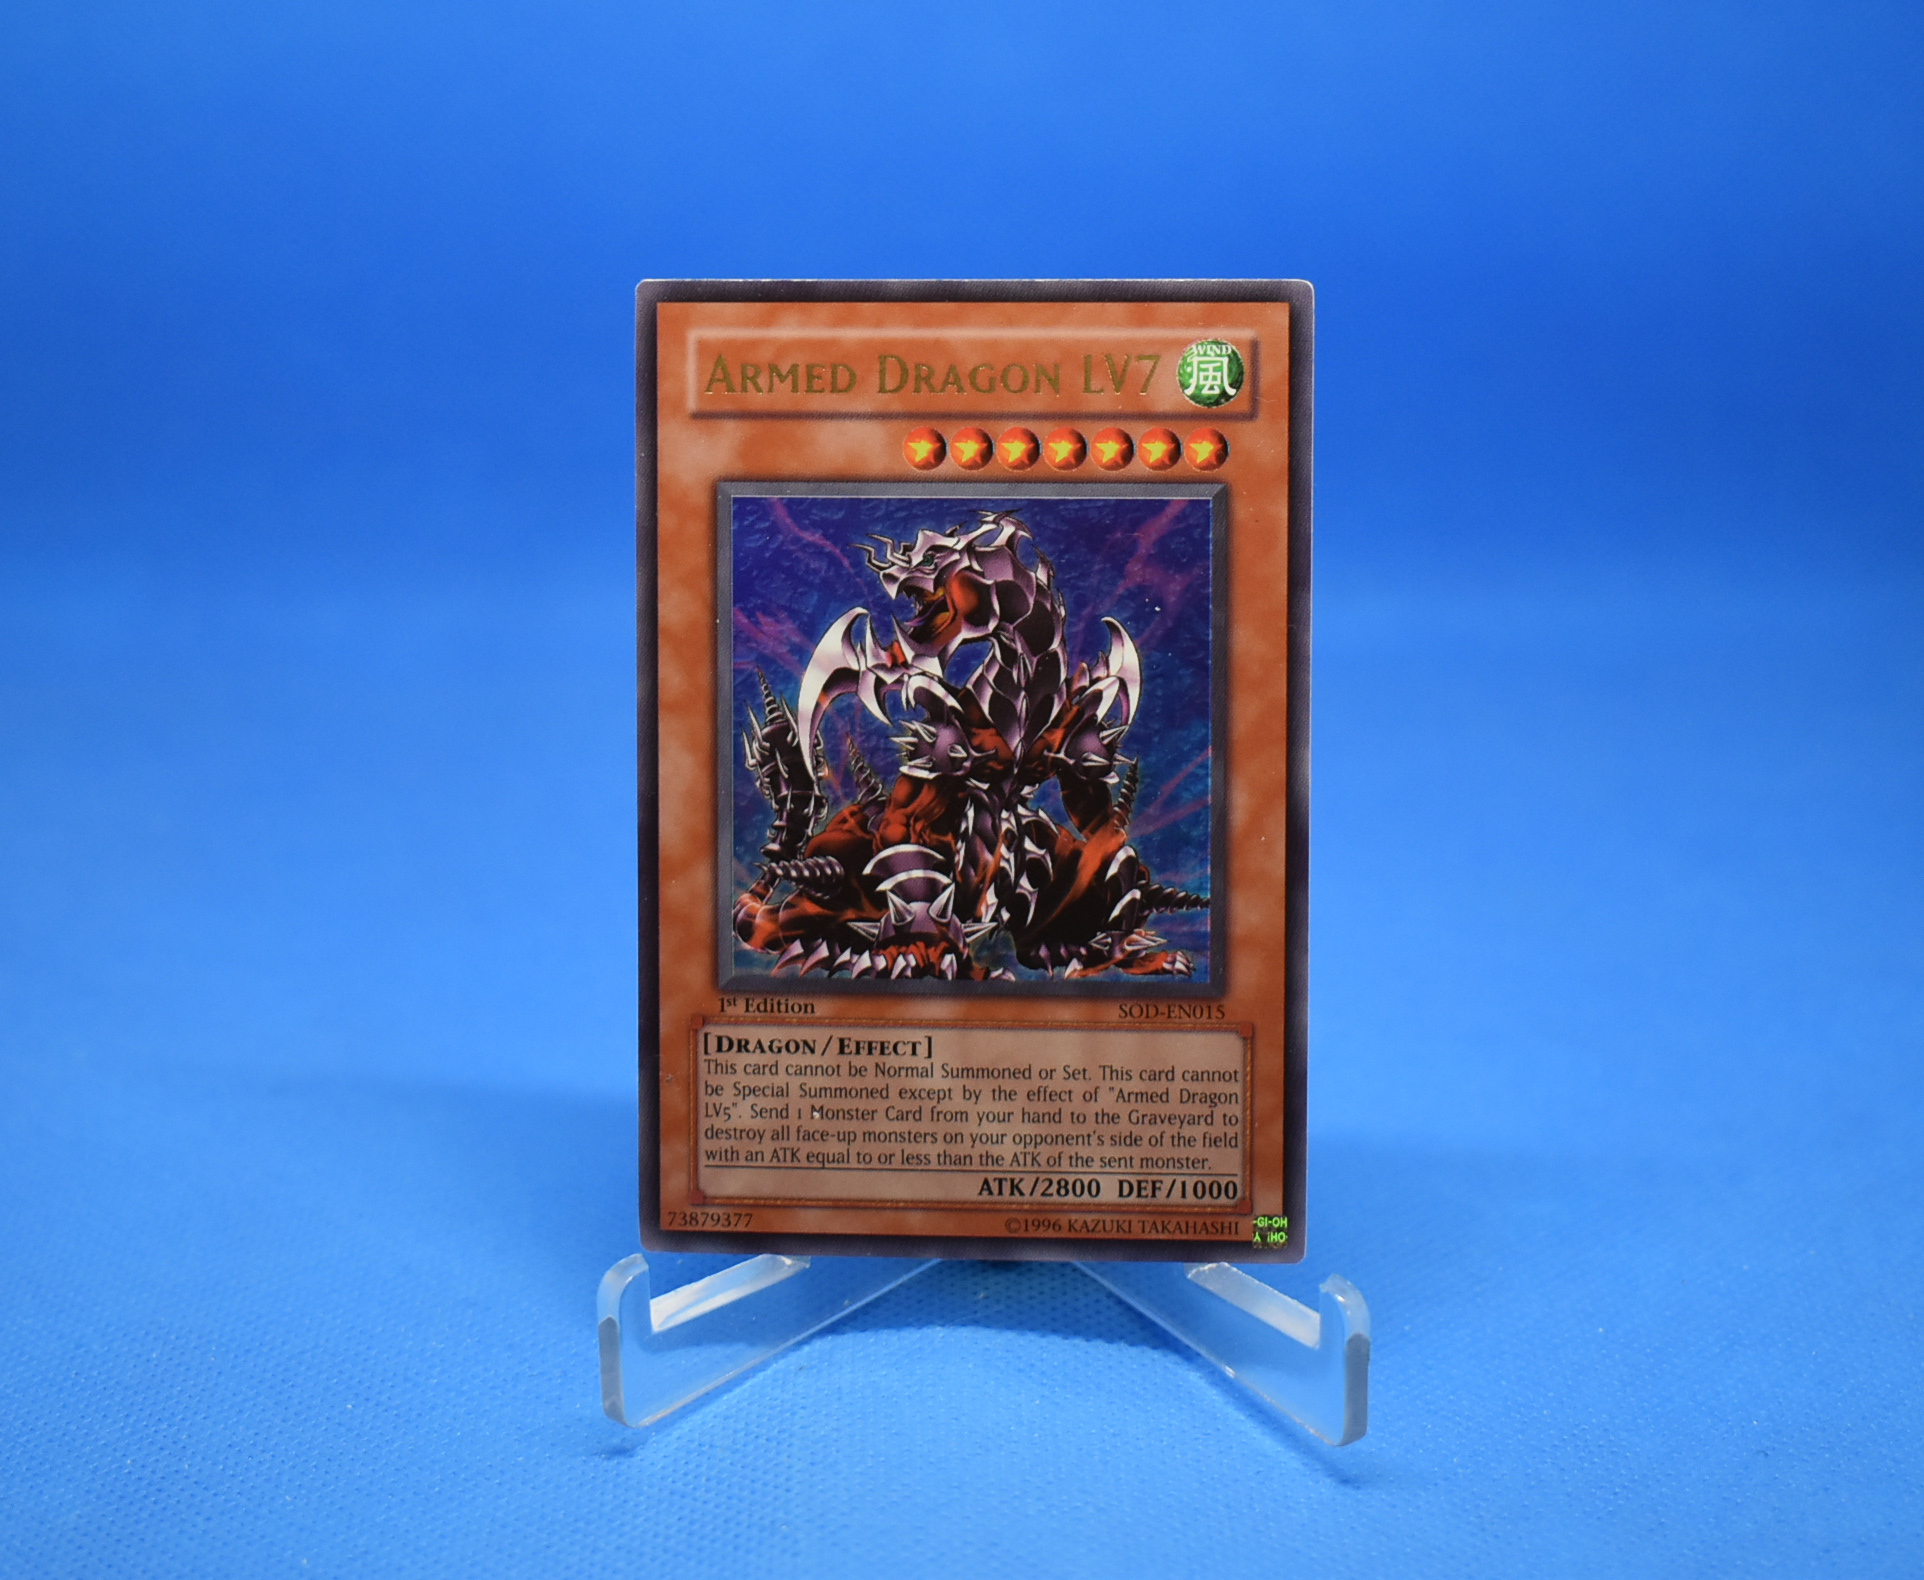 ARMED DRAGON LV7
WIND
風
1st Edition
SOD-EN015
[DRAGON/EFFECT]
This card cannot be Normal Summoned or Set. This card cannot
be Special Summoned except by the effect of "Armed Dragon
LV5". Send 1 Monster Card from your hand to the Graveyard to
destroy all face-up monsters on your opponent's side of the field
with an ATK equal to or less than the ATK of the sent monster.
ATK/2800 DEF/1000
73879377
©1996 KAZUKI TAKAHASHI
-GI-OH